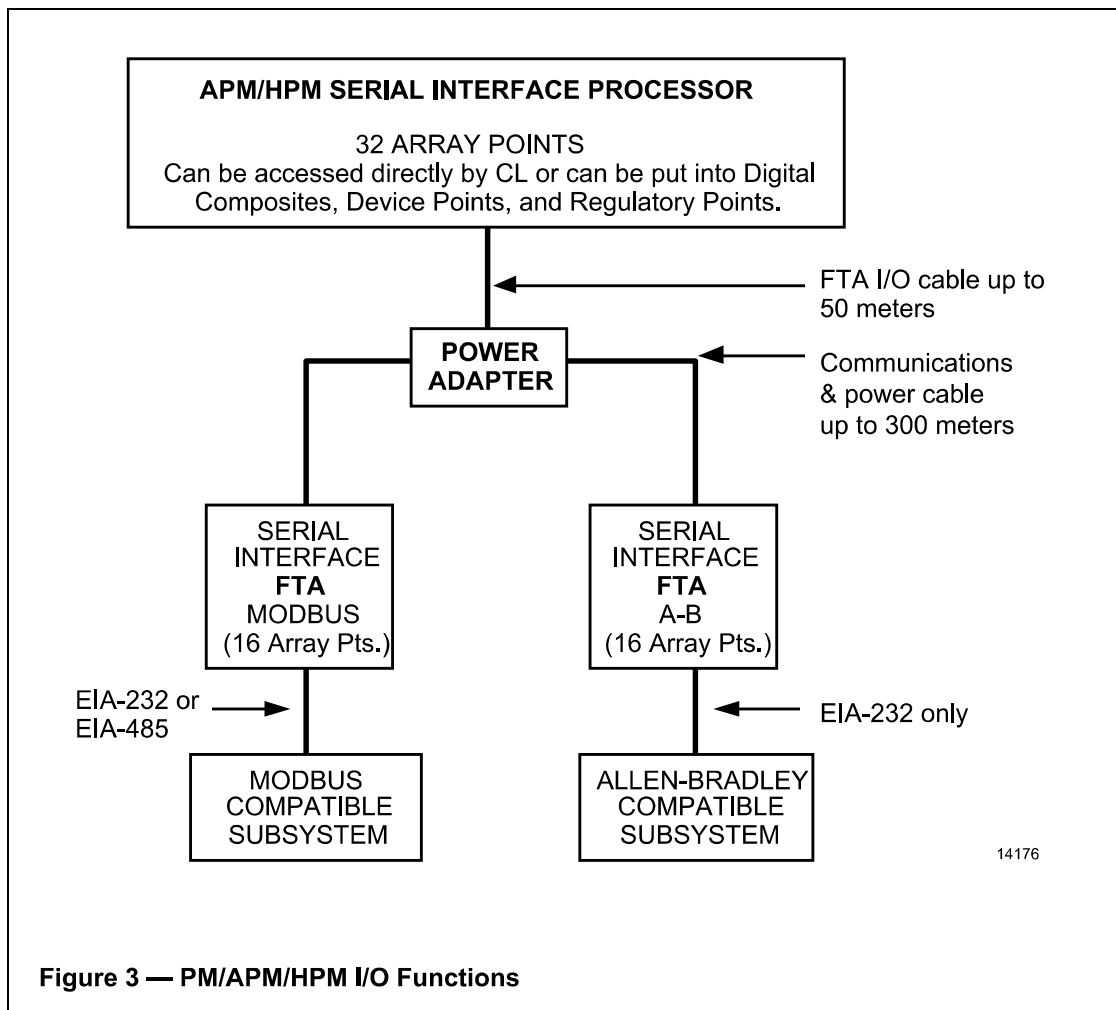 APM/HPM SERIAL INTERFACE PROCESSOR
32 ARRAY POINTS
Can be accessed directly by CL or can be put into Digital
Composites, Device Points, and Regulatory Points.
FTA I/O cable up to
50 meters
POWER
ADAPTER
Communications
& power cable
up to 300 meters
SERIAL
INTERFACE
FTA
MODBUS
(16 Array Pts.)
SERIAL
INTERFACE
FTA
A-B
(16 Array Pts.)
EIA-232 or
EIA-485
EIA-232 only
MODBUS
COMPATIBLE
SUBSYSTEM
ALLEN-BRADLEY
COMPATIBLE
SUBSYSTEM
14176
Figure 3 — PM/APM/HPM I/O Functions